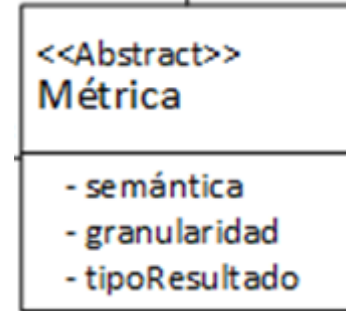 <<Abstract>>
Métrica
- semántica
- granularidad
- tipoResultado